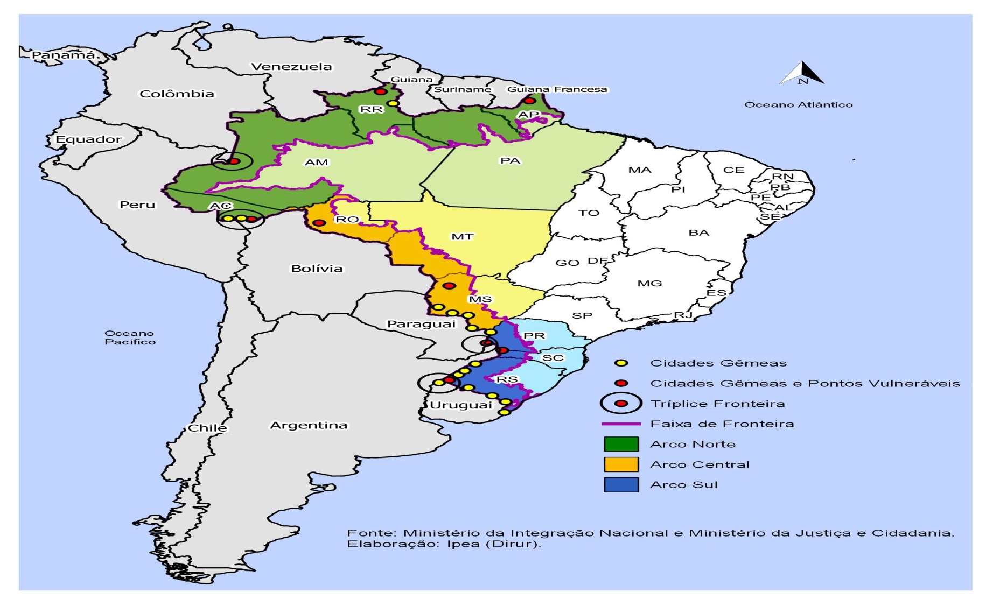 Panamá
Venezuela
Guiana
Suriname
Guiana Francesa
Colômbia
RR
AP
Oceano Atlântico
Equador
AM
PA
MA
CE
RN
PB
PI
PE
AL
SE
Peru
AC
RO
TO
MT
BA
Bolívia
GO
DF
MG
ES
MS
SP
RJ
Paraguai
Oceano
Pacífico
PR
SC
RS
Uruguai
Argentina
Chile
N
Cidades Gêmeas
Cidades Gêmeas e Pontos Vulneráveis
Tríplice Fronteira
Faixa de Fronteira
Arco Norte
Arco Central
Arco Sul
Fonte: Ministério da Integração Nacional e Ministério da Justiça e Cidadania.
Elaboração: Ipea (Dirur).